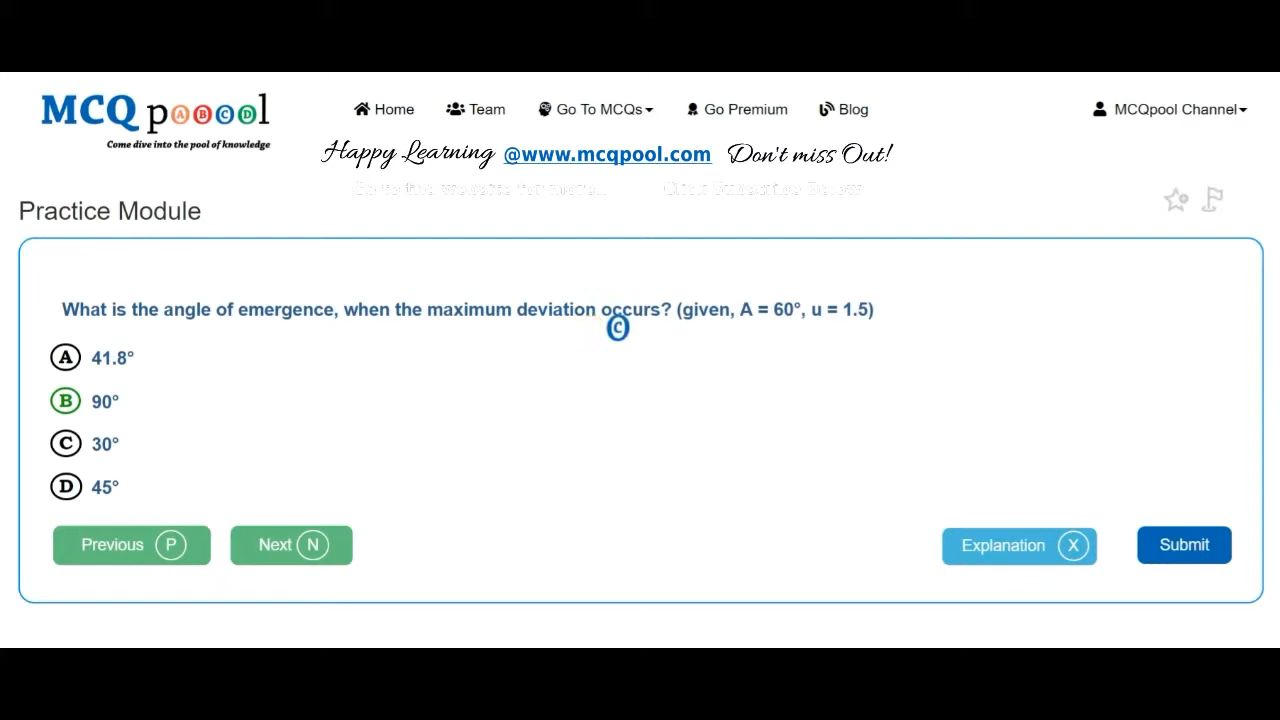 MCQ pooool
Come dive into the pool of knowledge
Home Team Go To MCQs Go Premium Blog MCQpool Channel
Happy Learning @www.mcqpool.com Don't miss Out!
Practice Module
What is the angle of emergence, when the maximum deviation occurs? (given, A = 60°, u = 1.5)
C
A 41.8°
B 90°
C 30°
D 45°
Previous P Next N Explanation X Submit